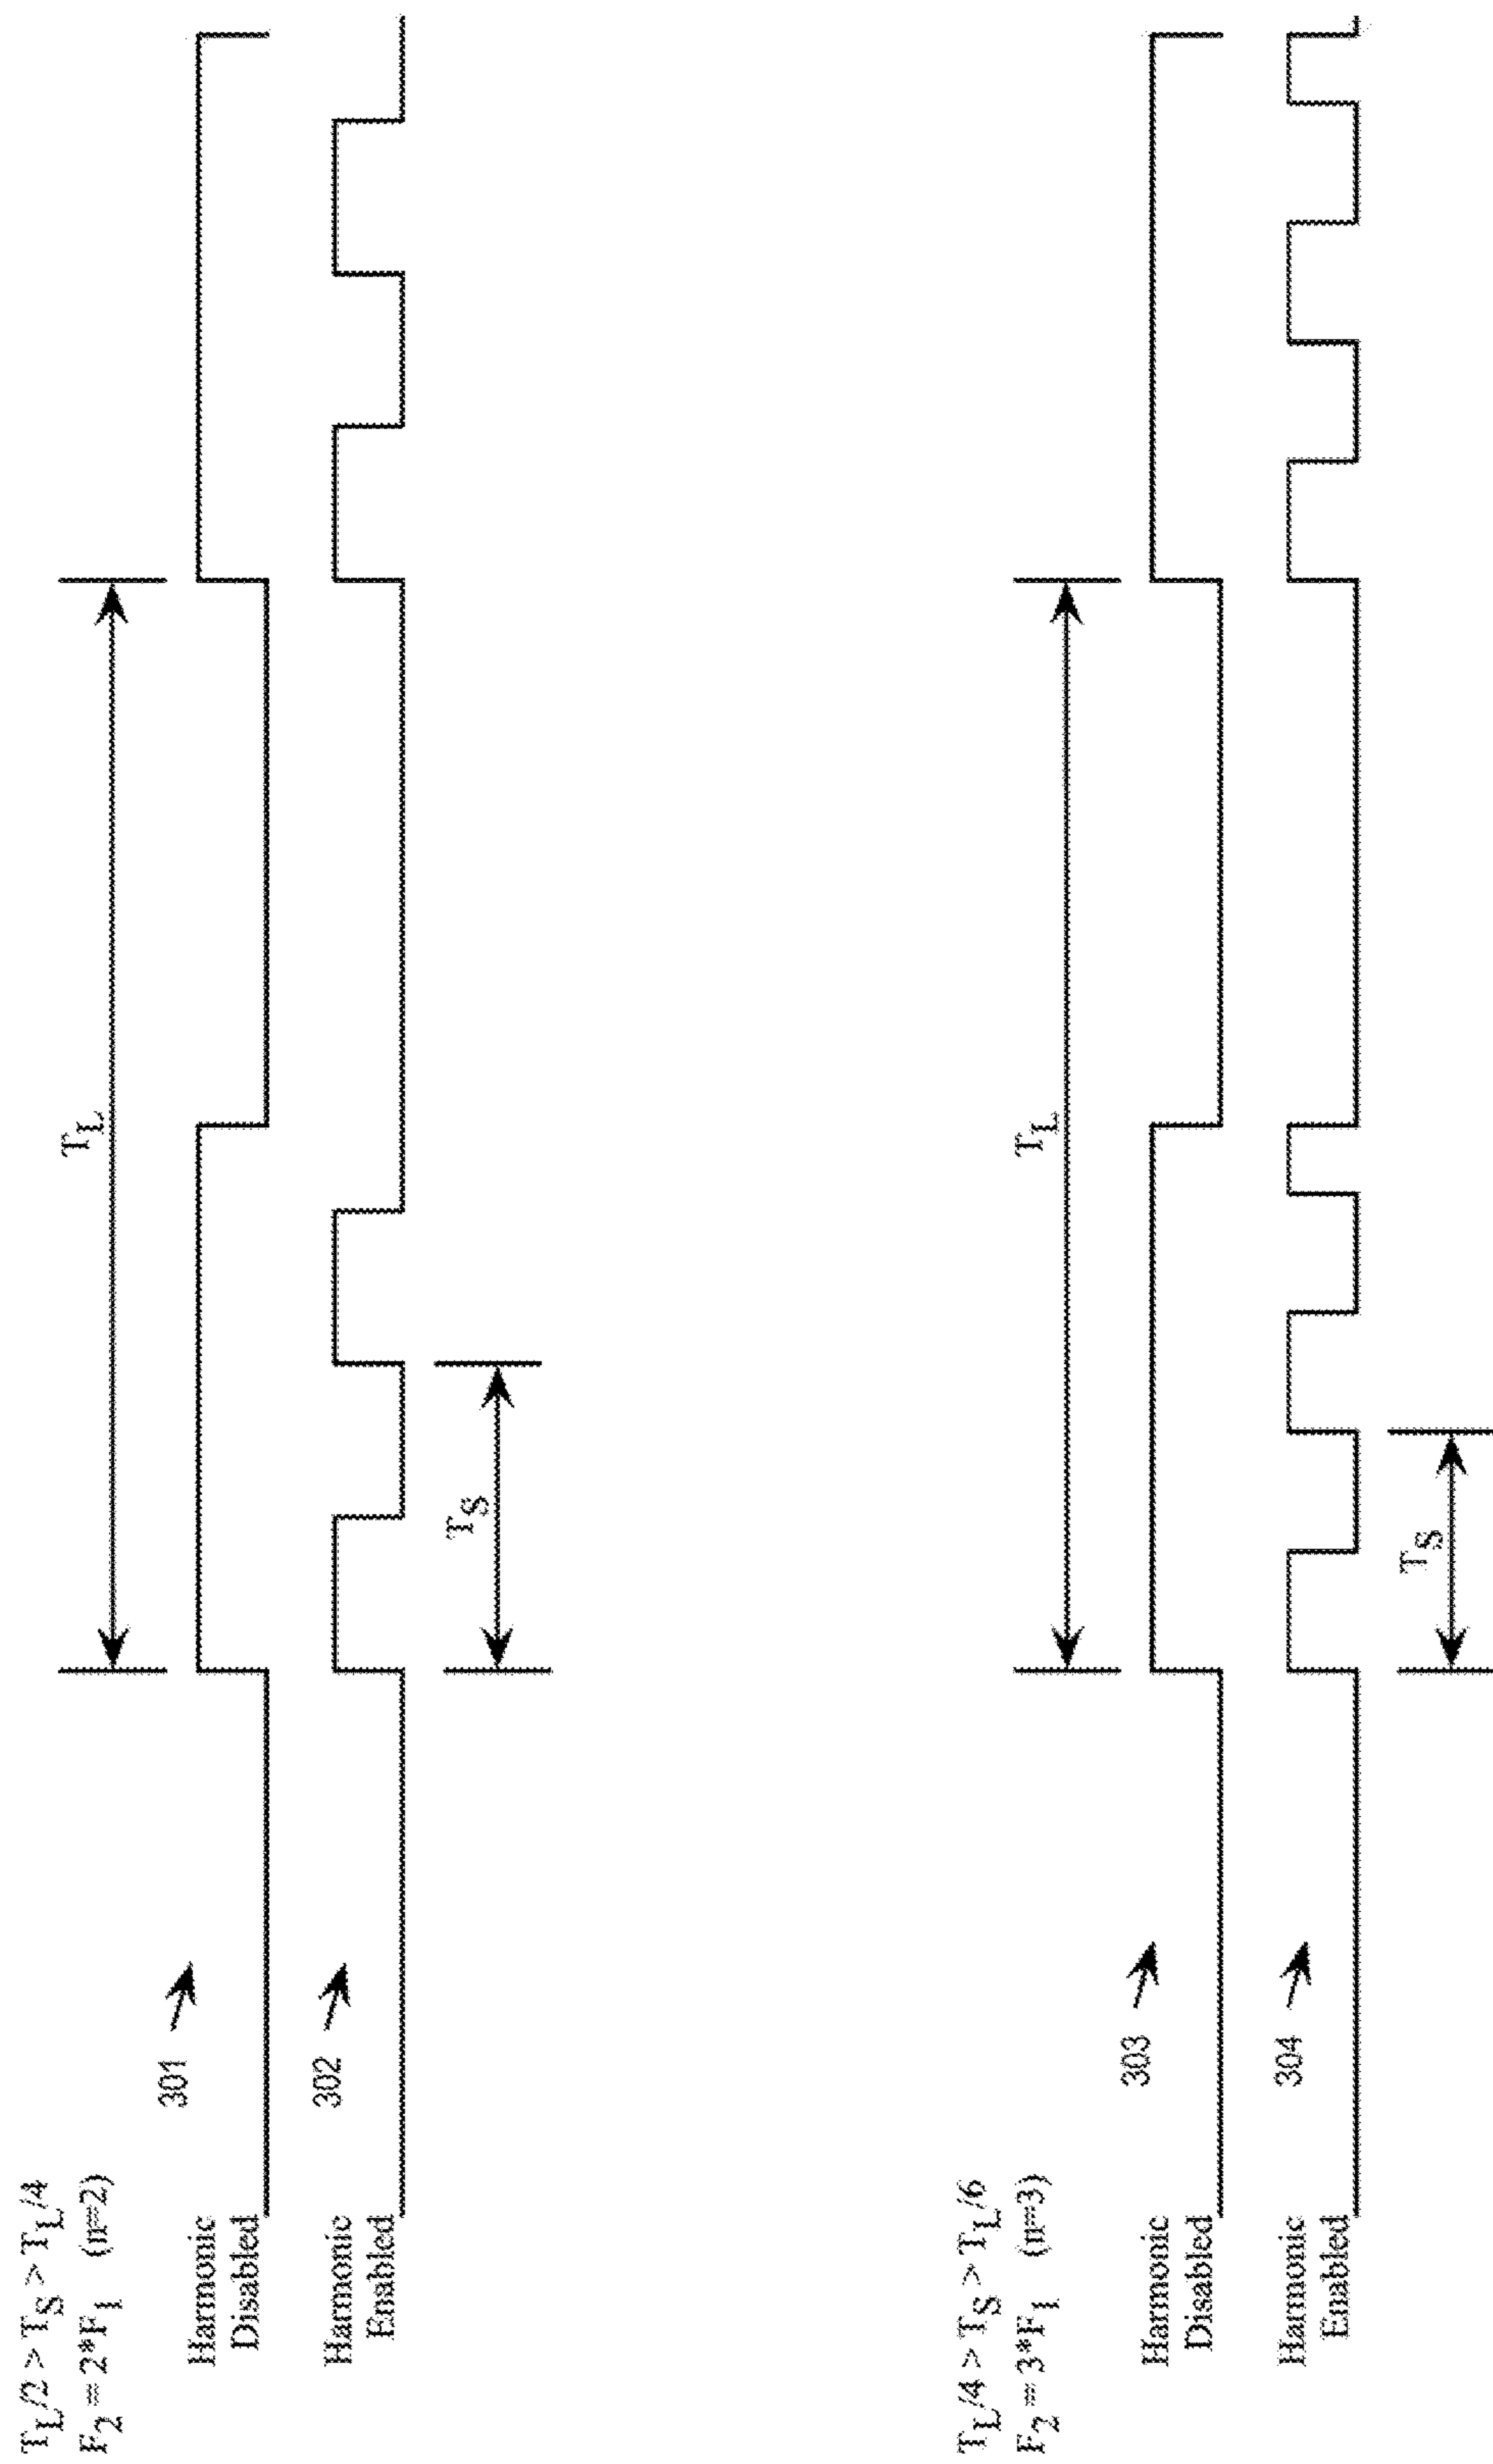 T_L/2 > T_S > T_L/4
F_2 = 2*F_1 (n=2)
Harmonic
Disabled
301
T_L
Harmonic
Enabled
302
T_S
T_L/4 > T_S > T_L/6
F_2 = 3*F_1 (n=3)
Harmonic
Disabled
303
T_L
Harmonic
Enabled
304
T_S